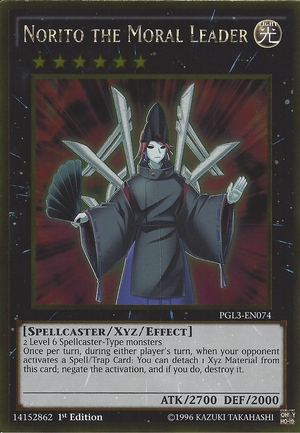 NORITO THE MORAL LEADER
LIGHT
光
PGL3-EN074
[SPELLCASTER/XYZ/EFFECT]
2 Level 6 Spellcaster-Type monsters
Once per turn, during either player's turn, when your opponent
activates a Spell/Trap Card: You can detach 1 Xyz Material from
this card; negate the activation, and if you do, destroy it.
ATK/2700 DEF/2000
14152862 1st Edition ©1996 KAZUKI TAKAHASHI